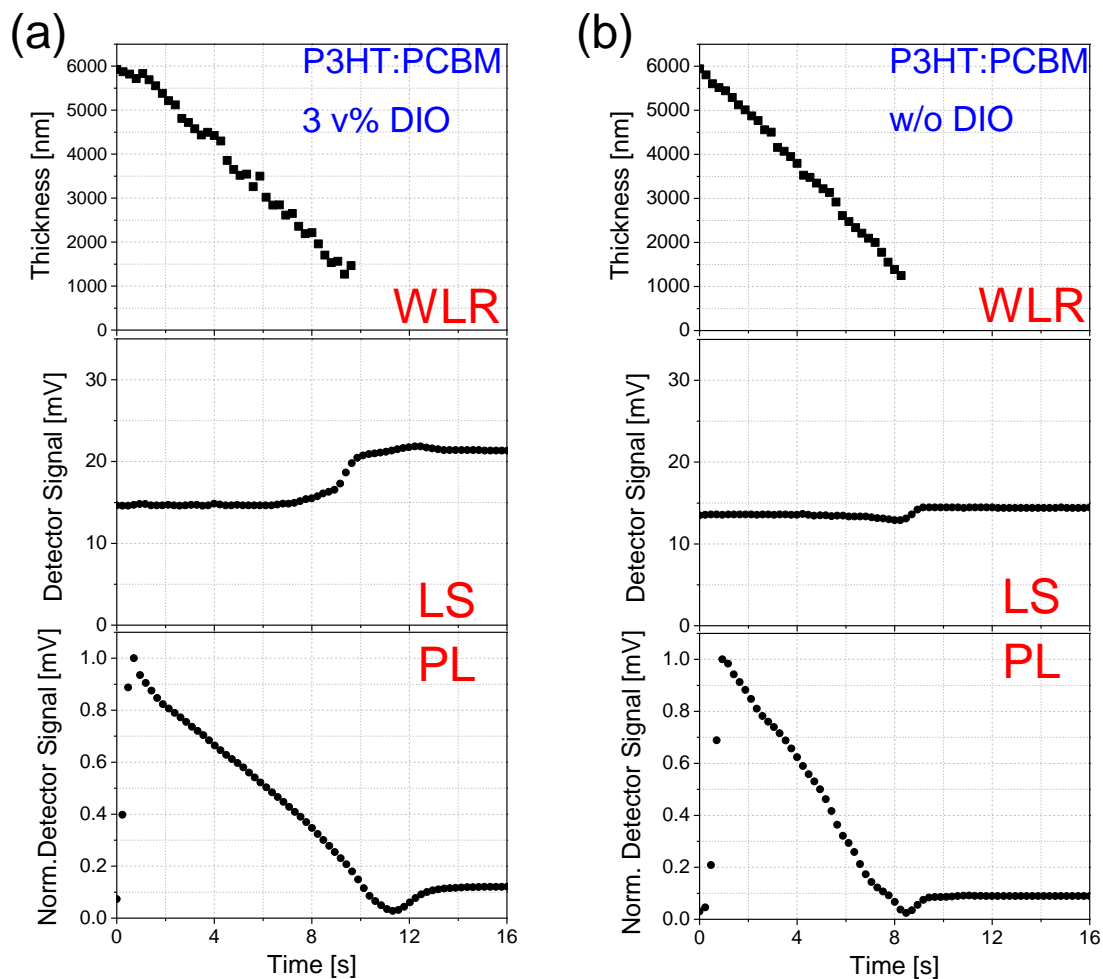 (a)
P3HT:PCBM
3 v% DIO
WLR
Thickness [nm]
6000
5000
4000
3000
2000
1000
0
LS
Detector Signal [mV]
30
20
10
0
PL
Norm.Detector Signal [mV]
1.0
0.8
0.6
0.4
0.2
0.0
0 4 8 12 16
Time [s]
(b)
P3HT:PCBM
w/o DIO
WLR
Thickness [nm]
6000
5000
4000
3000
2000
1000
0
LS
Detector Signal [mV]
30
20
10
0
PL
Norm. Detector Signal [mV]
1.0
0.8
0.6
0.4
0.2
0.0
0 4 8 12 16
Time [s]